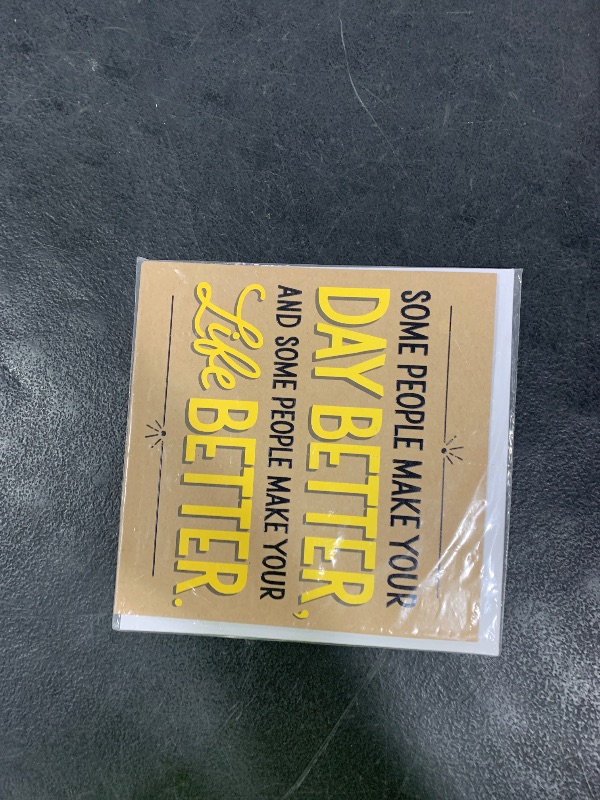 SOME PEOPLE MAKE YOUR
DAY BETTER,
AND SOME PEOPLE MAKE YOUR
Life BETTER.